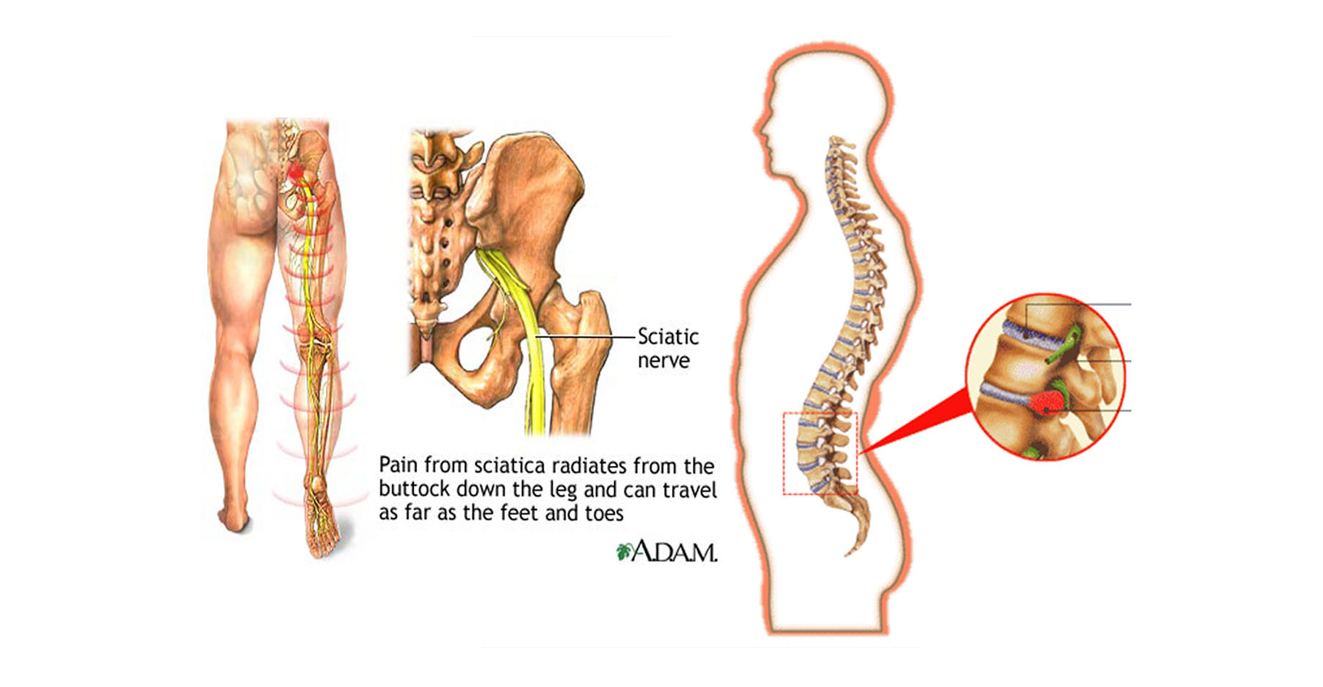 Sciatic
nerve
Pain from sciatica radiates from the
buttock down the leg and can travel
as far as the feet and toes
A.D.A.M.